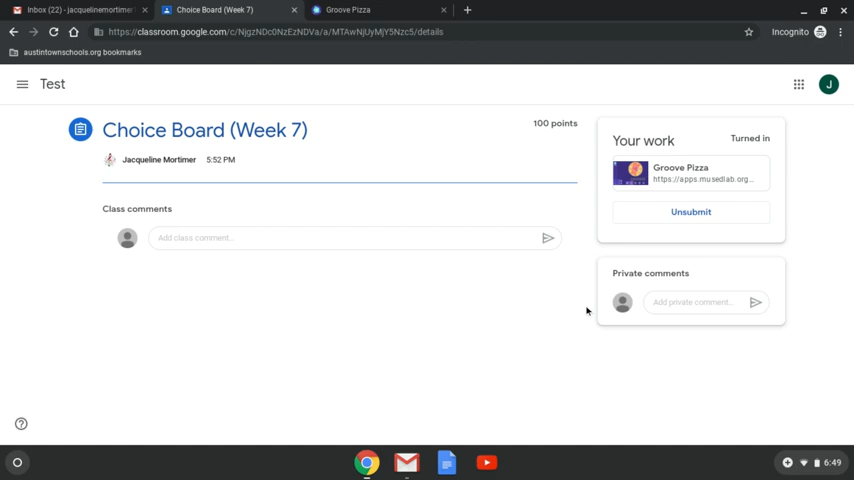 Inbox (22) - jacquelinemortimer
Choice Board (Week 7)
Groove Pizza
https://classroom.google.com/c/NjgzNDc0NzEzNDVa/a/MTAwNjUyMjY5Nzc5/details
Incognito
austintownschools.org bookmarks
Test
J
Choice Board (Week 7)
100 points
Jacqueline Mortimer 5:52 PM
Class comments
Add class comment...
Your work
Turned in
Groove Pizza
https://apps.musedlab.org...
Unsubmit
Private comments
Add private comment...
6:49